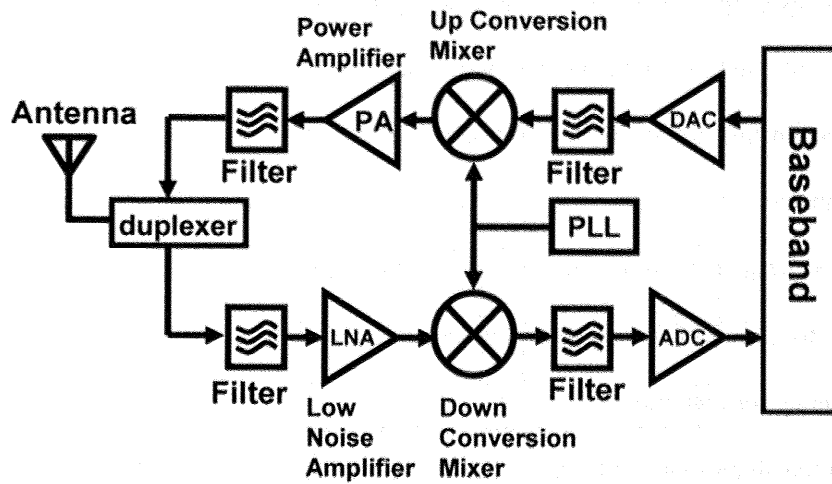 Up Conversion
Mixer
Power
Amplifier
Antenna
PA
DAC
Filter
Filter
duplexer
PLL
Baseband
LNA
ADC
Filter
Filter
Low
Noise
Amplifier
Down
Conversion
Mixer